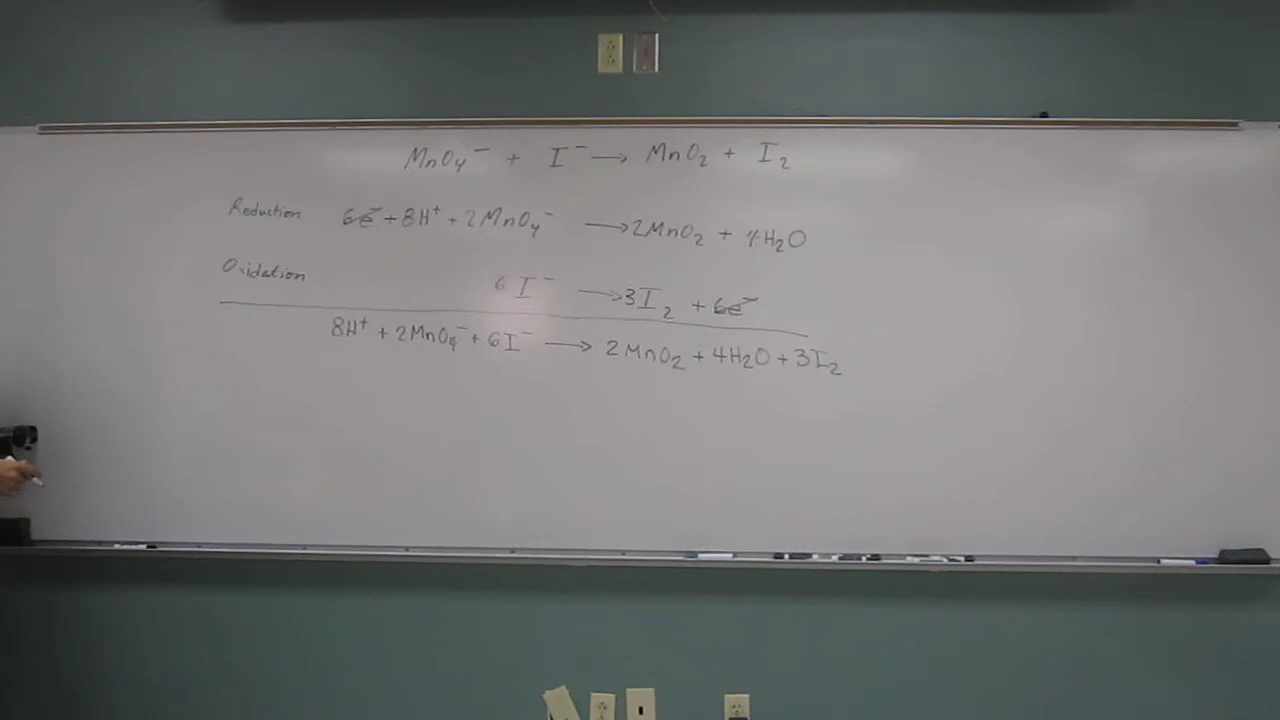 MnO₄⁻ + I⁻ → MnO₂ + I₂
Reduction 6e⁻ + 8H⁺ + 2MnO₄⁻ → 2MnO₂ + 4H₂O
Oxidation 6I⁻ → 3I₂ + 6e⁻
8H⁺ + 2MnO₄⁻ + 6I⁻ → 2MnO₂ + 4H₂O + 3I₂